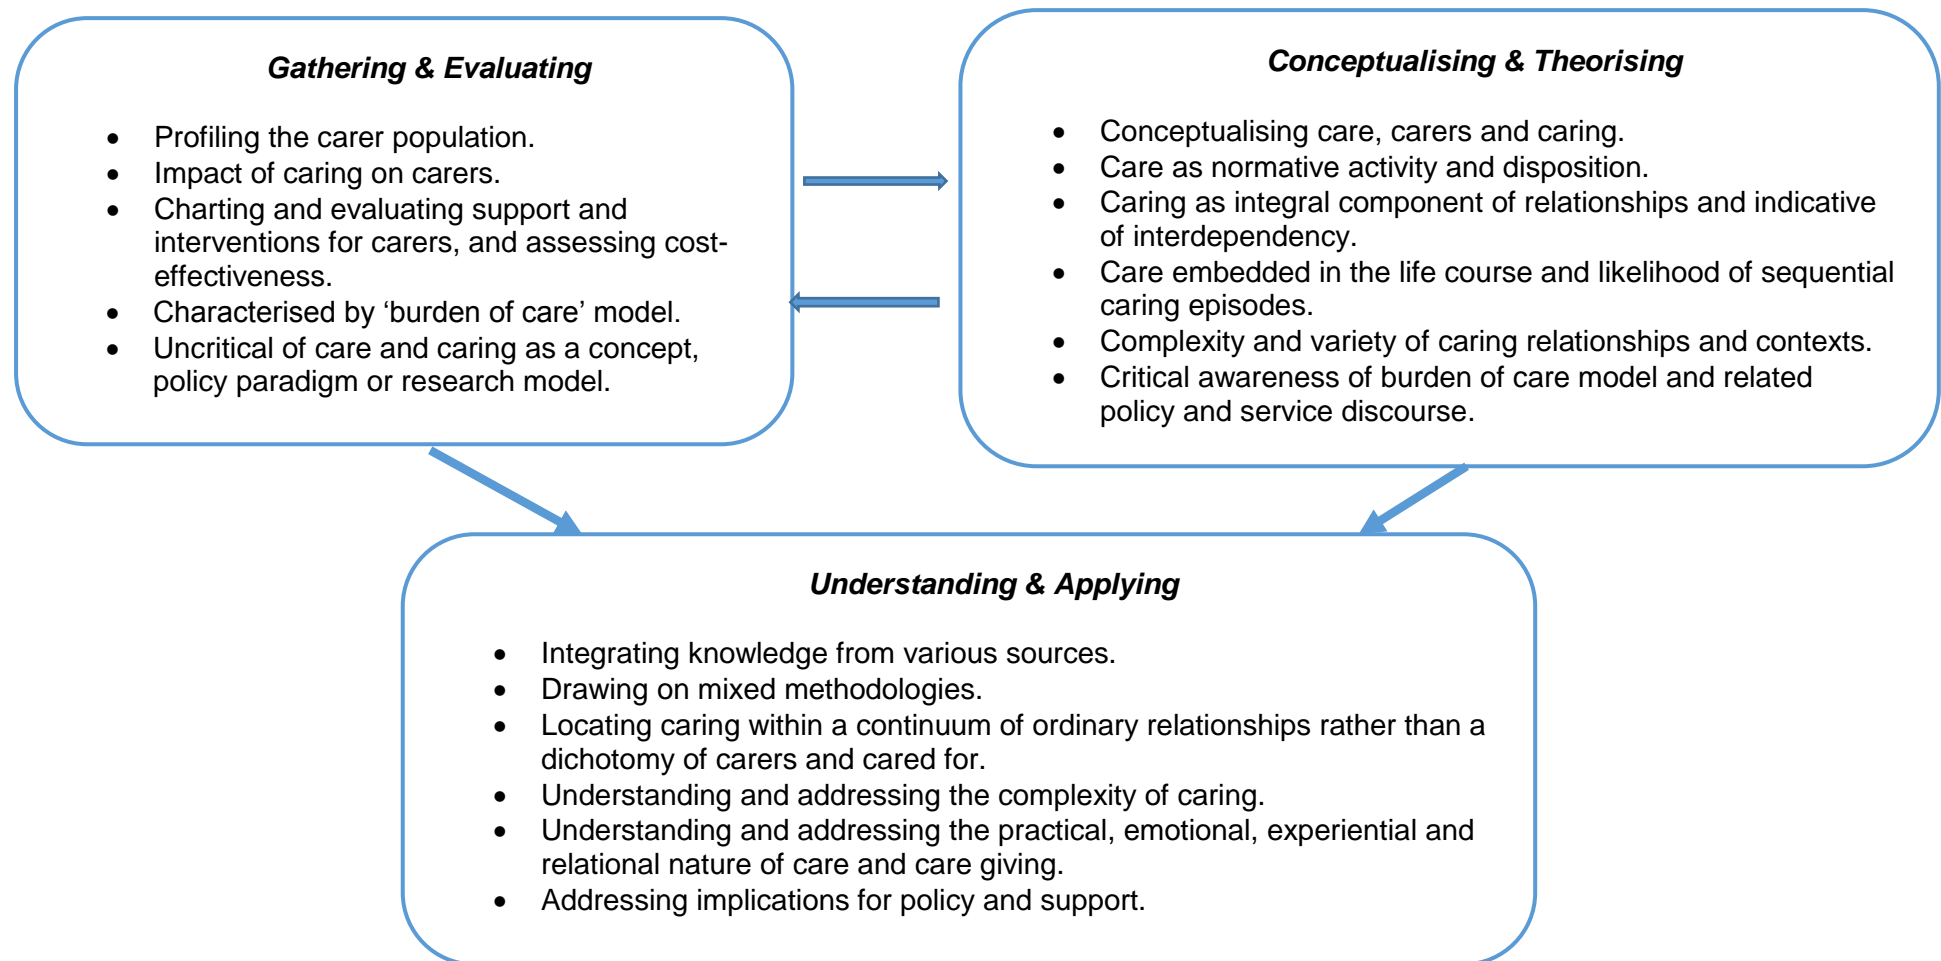 Gathering & Evaluating
• Profiling the carer population.
• Impact of caring on carers.
• Charting and evaluating support and
interventions for carers, and assessing cost-
effectiveness.
• Characterised by ‘burden of care’ model.
• Uncritical of care and caring as a concept,
policy paradigm or research model.
Conceptualising & Theorising
• Conceptualising care, carers and caring.
• Care as normative activity and disposition.
• Caring as integral component of relationships and indicative
of interdependency.
• Care embedded in the life course and likelihood of sequential
caring episodes.
• Complexity and variety of caring relationships and contexts.
• Critical awareness of burden of care model and related
policy and service discourse.
Understanding & Applying
• Integrating knowledge from various sources.
• Drawing on mixed methodologies.
• Locating caring within a continuum of ordinary relationships rather than a
dichotomy of carers and cared for.
• Understanding and addressing the complexity of caring.
• Understanding and addressing the practical, emotional, experiential and
relational nature of care and care giving.
• Addressing implications for policy and support.